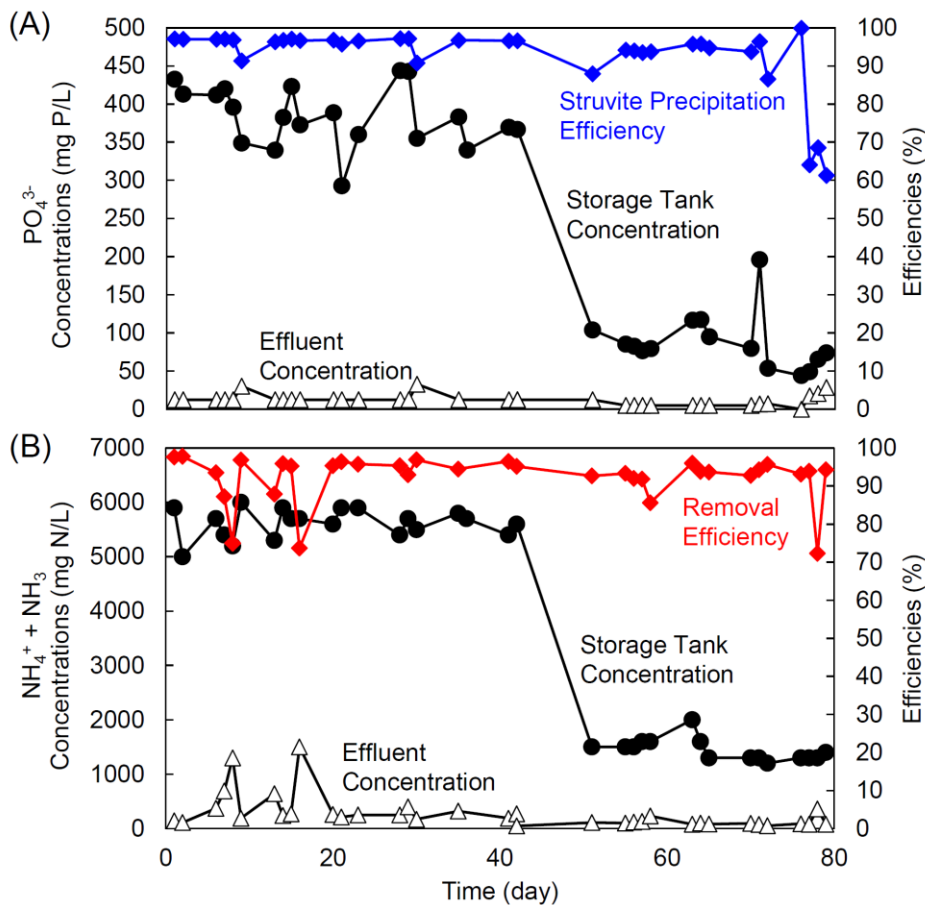 (A)
PO₄³⁻
Concentrations (mg P/L)
500
450
400
350
300
250
200
150
100
50
0
Struvite Precipitation
Efficiency
Storage Tank
Concentration
Effluent
Concentration
100
90
80
70
60
50
40
30
20
10
0
Efficiencies (%)
(B)
NH₄⁺ + NH₃
Concentrations (mg N/L)
7000
6000
5000
4000
3000
2000
1000
0
Removal
Efficiency
Storage Tank
Concentration
Effluent
Concentration
100
90
80
70
60
50
40
30
20
10
0
Efficiencies (%)
0 20 40 60 80
Time (day)